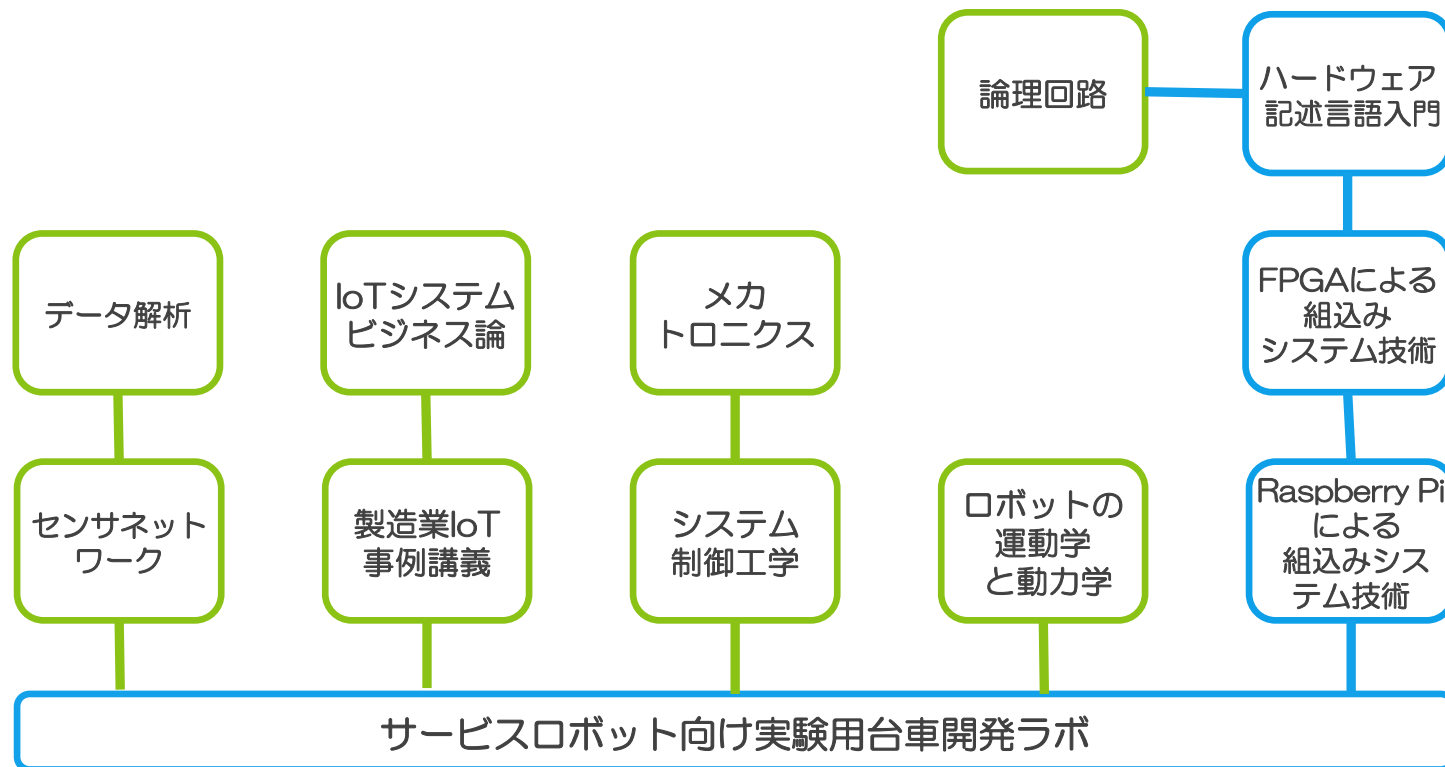 論理回路
ハードウェア
記述言語入門
データ解析
IoTシステム
ビジネス論
メカ
トロニクス
FPGAによる
組込み
システム技術
センサネット
ワーク
製造業IoT
事例講義
システム
制御工学
ロボットの
運動学
と動力学
Raspberry Pi
による
組込みシス
テム技術
サービスロボット向け実験用台車開発ラボ